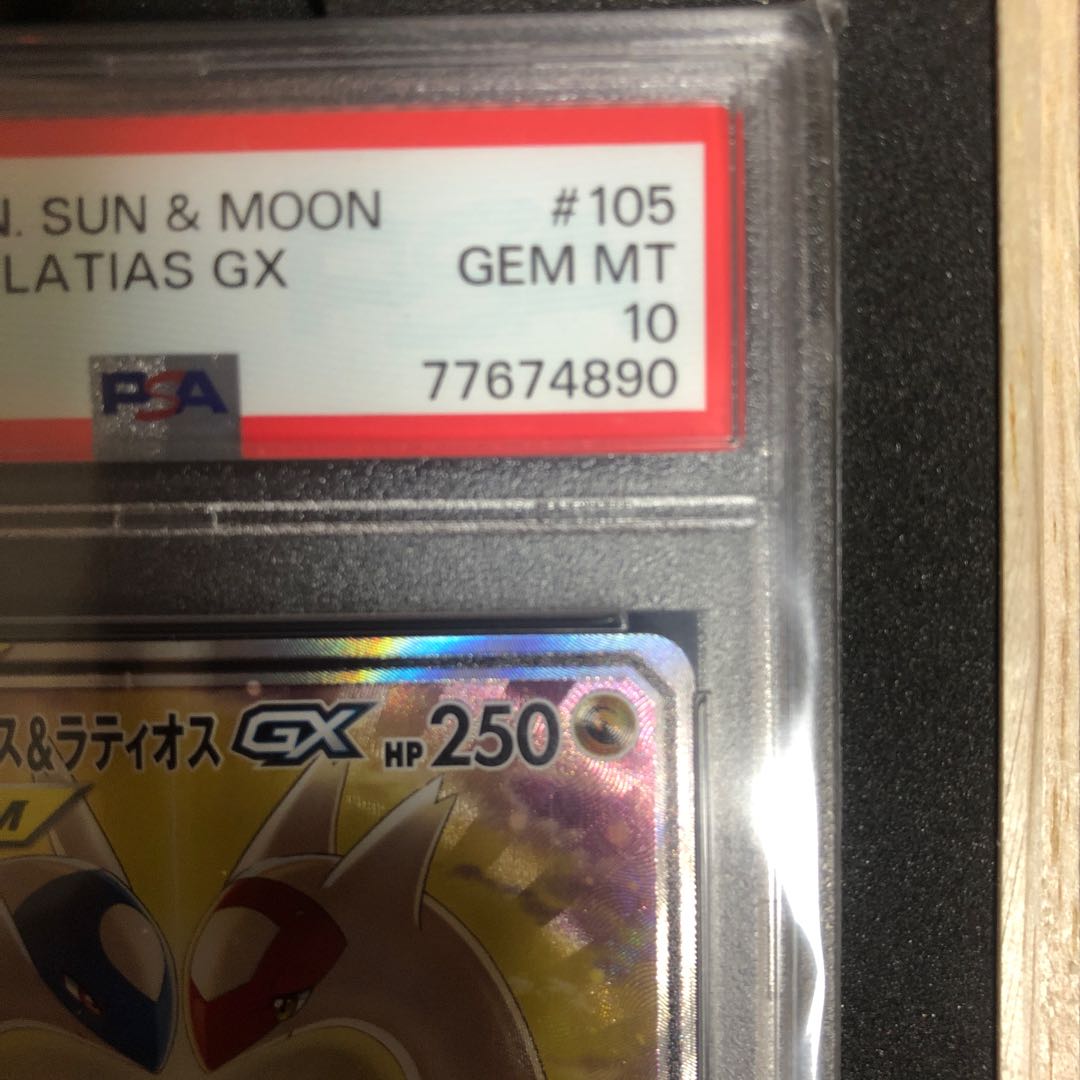 N. SUN & MOON #105
LATIAS GX GEM MT
10
PSA 77674890
ス&ラティオス GX HP 250
M